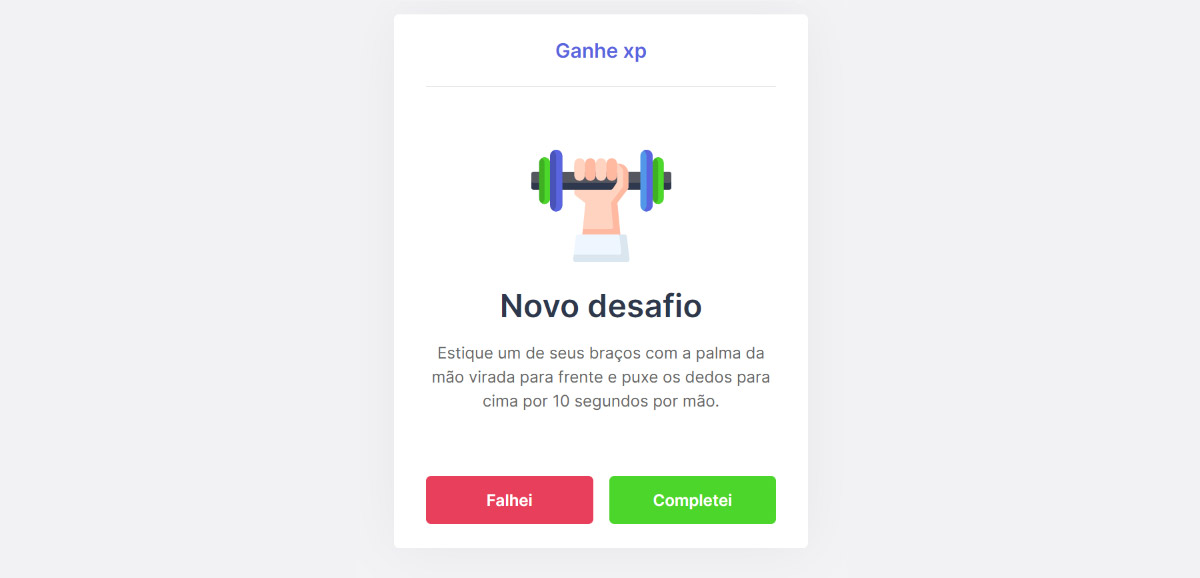 Ganhe xp
Novo desafio
Estique um de seus braços com a palma da
mão virada para frente e puxe os dedos para
cima por 10 segundos por mão.
Falhei
Completei